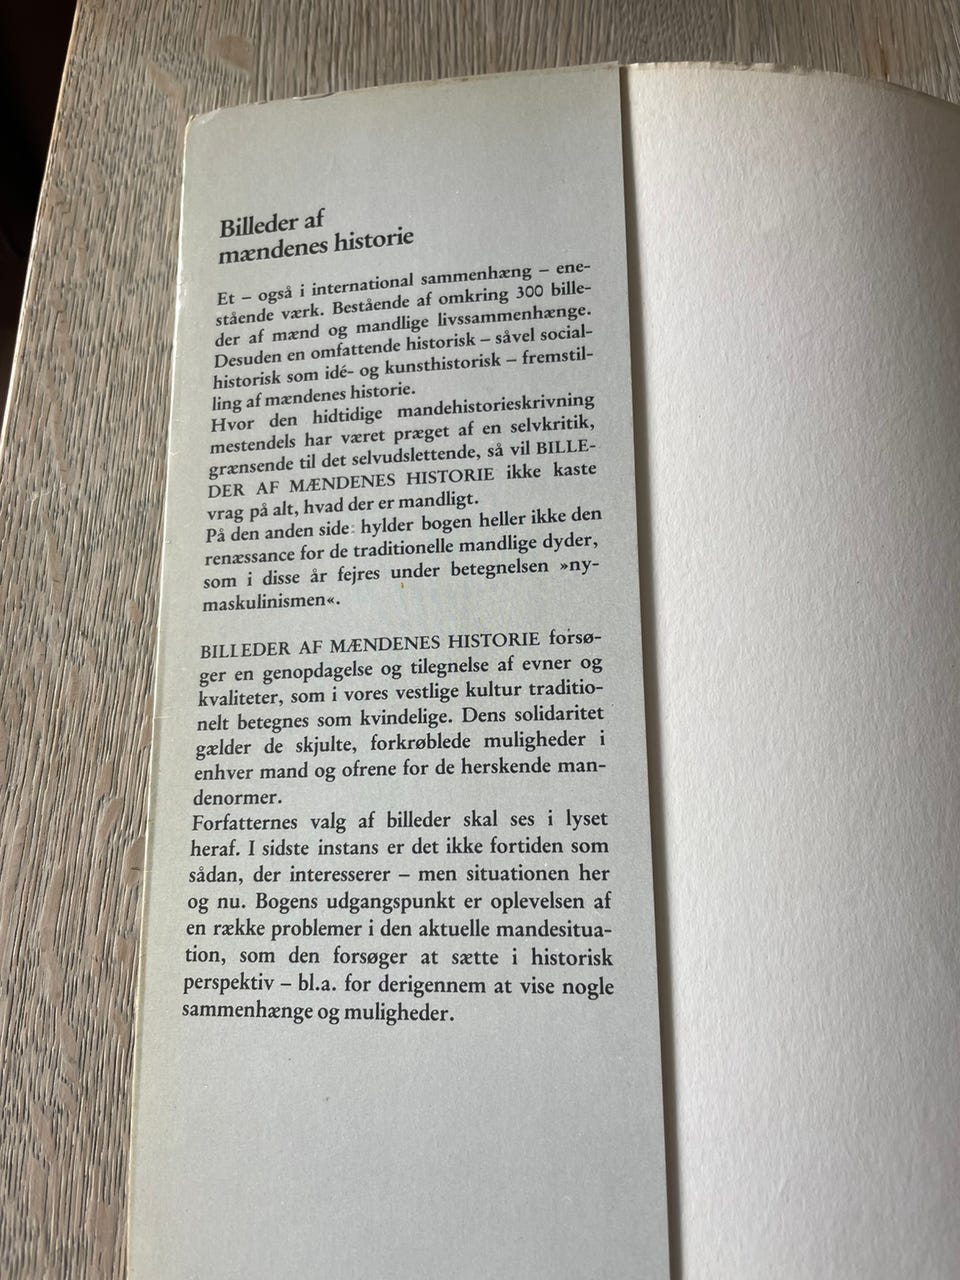 Billeder af
mændenes historie
Et – også i international sammenhæng – ene-
stående værk. Bestående af omkring 300 bille-
der af mænd og mandlige livssammenhænge.
Desuden en omfattende historisk – såvel social-
historisk som idé- og kunsthistorisk – fremstil-
ling af mændenes historie.
Hvor den hidtidige mandehistorieskrivning
mestendels har været præget af en selvkritik,
grænsende til det selvudslettende, så vil BILLE-
DER AF MÆNDENES HISTORIE ikke kaste
vrag på alt, hvad der er mandligt.
På den anden side: hylder bogen heller ikke den
renæssance for de traditionelle mandlige dyder,
som i disse år fejres under betegnelsen »ny-
maskulinismen«.
BILLEDER AF MÆNDENES HISTORIE forsø-
ger en genopdagelse og tilegnelse af evner og
kvaliteter, som i vores vestlige kultur traditio-
nelt betegnes som kvindelige. Dens solidaritet
gælder de skjulte, forkrøblede muligheder i
enhver mand og ofrene for de herskende man-
denormer.
Forfatternes valg af billeder skal ses i lyset
heraf. I sidste instans er det ikke fortiden som
sådan, der interesserer – men situationen her
og nu. Bogens udgangspunkt er oplevelsen af
en række problemer i den aktuelle mandesitua-
tion, som den forsøger at sætte i historisk
perspektiv – bl.a. for derigennem at vise nogle
sammenhænge og muligheder.